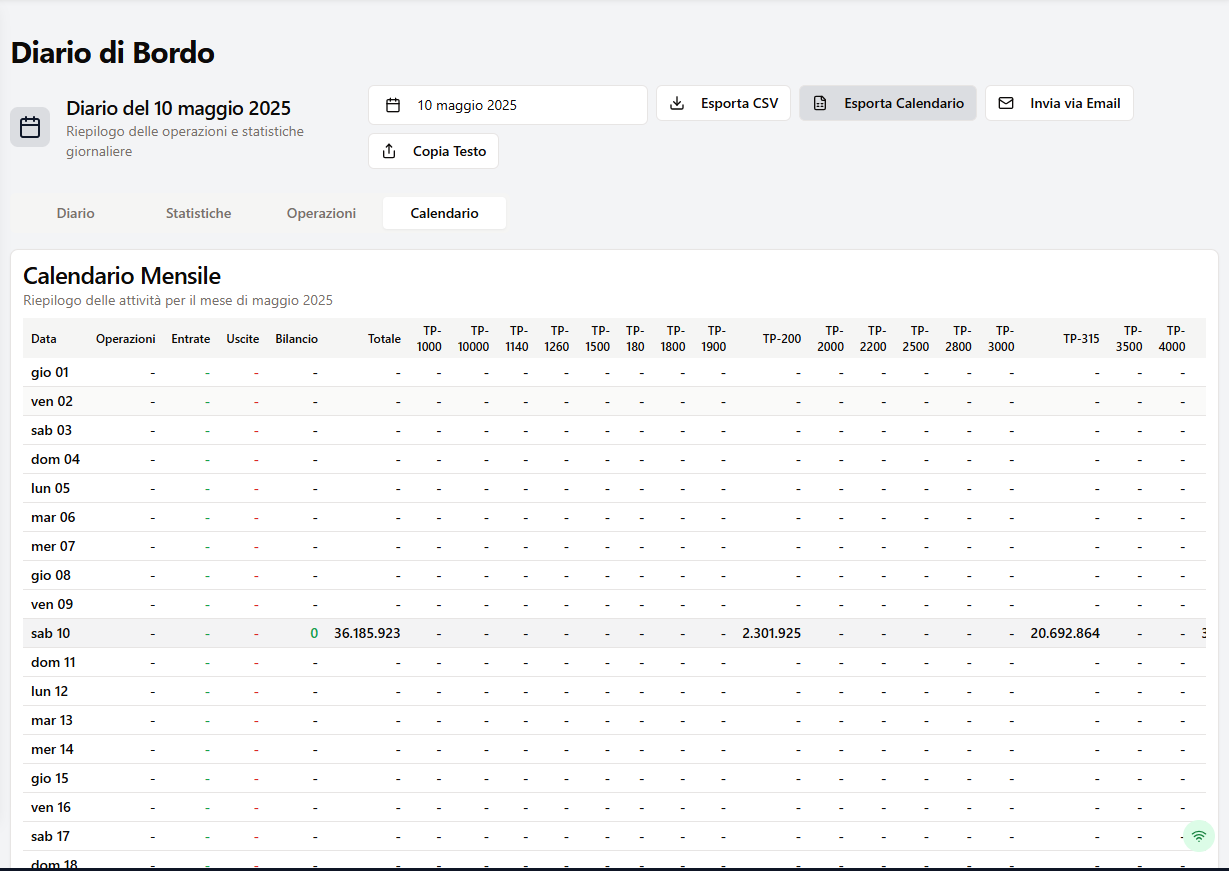 Diario di Bordo
Diario del 10 maggio 2025
Riepilogo delle operazioni e statistiche
giornaliere
10 maggio 2025
Esporta CSV
Esporta Calendario
Invia via Email
Copia Testo
Diario Statistiche Operazioni Calendario
Calendario Mensile
Riepilogo delle attività per il mese di maggio 2025
Data Operazioni Entrate Uscite Bilancio Totale TP-1000 TP-10000 TP-1140 TP-1260 TP-1500 TP-180 TP-1800 TP-1900 TP-200 TP-2000 TP-2200 TP-2500 TP-2800 TP-3000 TP-315 TP-3500 TP-4000
gio 01 - - - - - - - - - - - - - - - - - - - - - -
ven 02 - - - - - - - - - - - - - - - - - - - - - -
sab 03 - - - - - - - - - - - - - - - - - - - - - -
dom 04 - - - - - - - - - - - - - - - - - - - - - -
lun 05 - - - - - - - - - - - - - - - - - - - - - -
mar 06 - - - - - - - - - - - - - - - - - - - - - -
mer 07 - - - - - - - - - - - - - - - - - - - - - -
gio 08 - - - - - - - - - - - - - - - - - - - - - -
ven 09 - - - - - - - - - - - - - - - - - - - - - -
sab 10 - - - 0 36.185.923 - - - - - - - - 2.301.925 - - - - - 20.692.864 - -
dom 11 - - - - - - - - - - - - - - - - - - - - - -
lun 12 - - - - - - - - - - - - - - - - - - - - - -
mar 13 - - - - - - - - - - - - - - - - - - - - - -
mer 14 - - - - - - - - - - - - - - - - - - - - - -
gio 15 - - - - - - - - - - - - - - - - - - - - - -
ven 16 - - - - - - - - - - - - - - - - - - - - - -
sab 17 - - - - - - - - - - - - - - - - - - - - - -
dom 18 - - - - - - - - - - - - - - - - - - - - - -